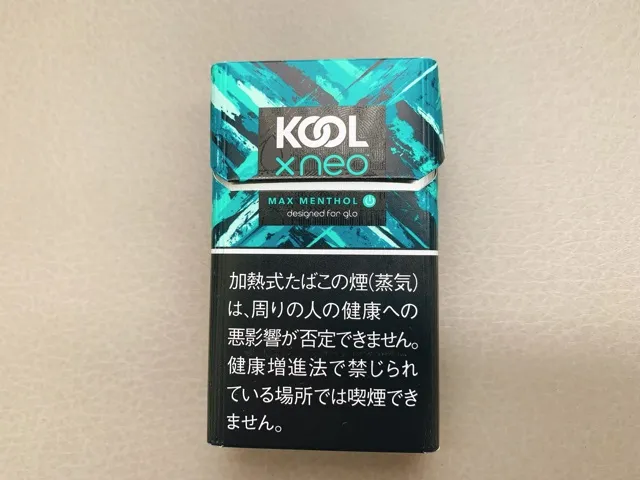 KOOL
x neo
MAX MENTHOL
designed for glo
加熱式たばこの煙(蒸気)
は、周りの人の健康への
悪影響が否定できません。
健康増進法で禁じられ
ている場所では喫煙でき
ません。